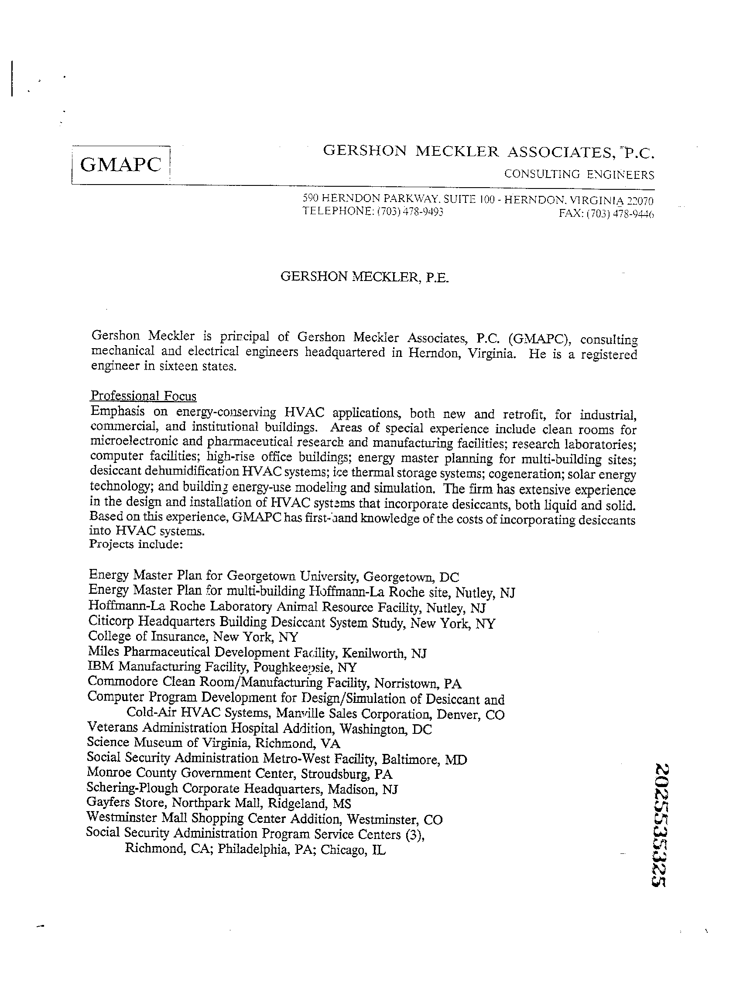 GMAPC
GERSHON MECKLER ASSOCIATES, P.C.
CONSULTING ENGINEERS
590 HERNDON PARKWAY, SUITE 100 - HERNDON, VIRGINIA 22070
TELEPHONE: (703) 478-9493 FAX: (703) 478-9446
GERSHON MECKLER, P.E.
Gershon Meckler is principal of Gershon Meckler Associates, P.C. (GMAPC), consulting
mechanical and electrical engineers headquartered in Herndon, Virginia. He is a registered
engineer in sixteen states.
Professional Focus
Emphasis on energy-conserving HVAC applications, both new and retrofit, for industrial,
commercial, and institutional buildings. Areas of special experience include clean rooms for
microelectronic and pharmaceutical research and manufacturing facilities; research laboratories;
computer facilities; high-rise office buildings; energy master planning for multi-building sites;
desiccant dehumidification HVAC systems; ice thermal storage systems; cogeneration; solar energy
technology; and building energy-use modeling and simulation. The firm has extensive experience
in the design and installation of HVAC systems that incorporate desiccants, both liquid and solid.
Based on this experience, GMAPC has first-hand knowledge of the costs of incorporating desiccants
into HVAC systems.
Projects include:
Energy Master Plan for Georgetown University, Georgetown, DC
Energy Master Plan for multi-building Hoffmann-La Roche site, Nutley, NJ
Hoffmann-La Roche Laboratory Animal Resource Facility, Nutley, NJ
Citicorp Headquarters Building Desiccant System Study, New York, NY
College of Insurance, New York, NY
Miles Pharmaceutical Development Facility, Kenilworth, NJ
IBM Manufacturing Facility, Poughkeepsie, NY
Commodore Clean Room/Manufacturing Facility, Norristown, PA
Computer Program Development for Design/Simulation of Desiccant and
Cold-Air HVAC Systems, Manville Sales Corporation, Denver, CO
Veterans Administration Hospital Addition, Washington, DC
Science Museum of Virginia, Richmond, VA
Social Security Administration Metro-West Facility, Baltimore, MD
Monroe County Government Center, Stroudsburg, PA
Schering-Plough Corporate Headquarters, Madison, NJ
Gayfers Store, Northpark Mall, Ridgeland, MS
Westminster Mall Shopping Center Addition, Westminster, CO
Social Security Administration Program Service Centers (3),
Richmond, CA; Philadelphia, PA; Chicago, IL
2025535325